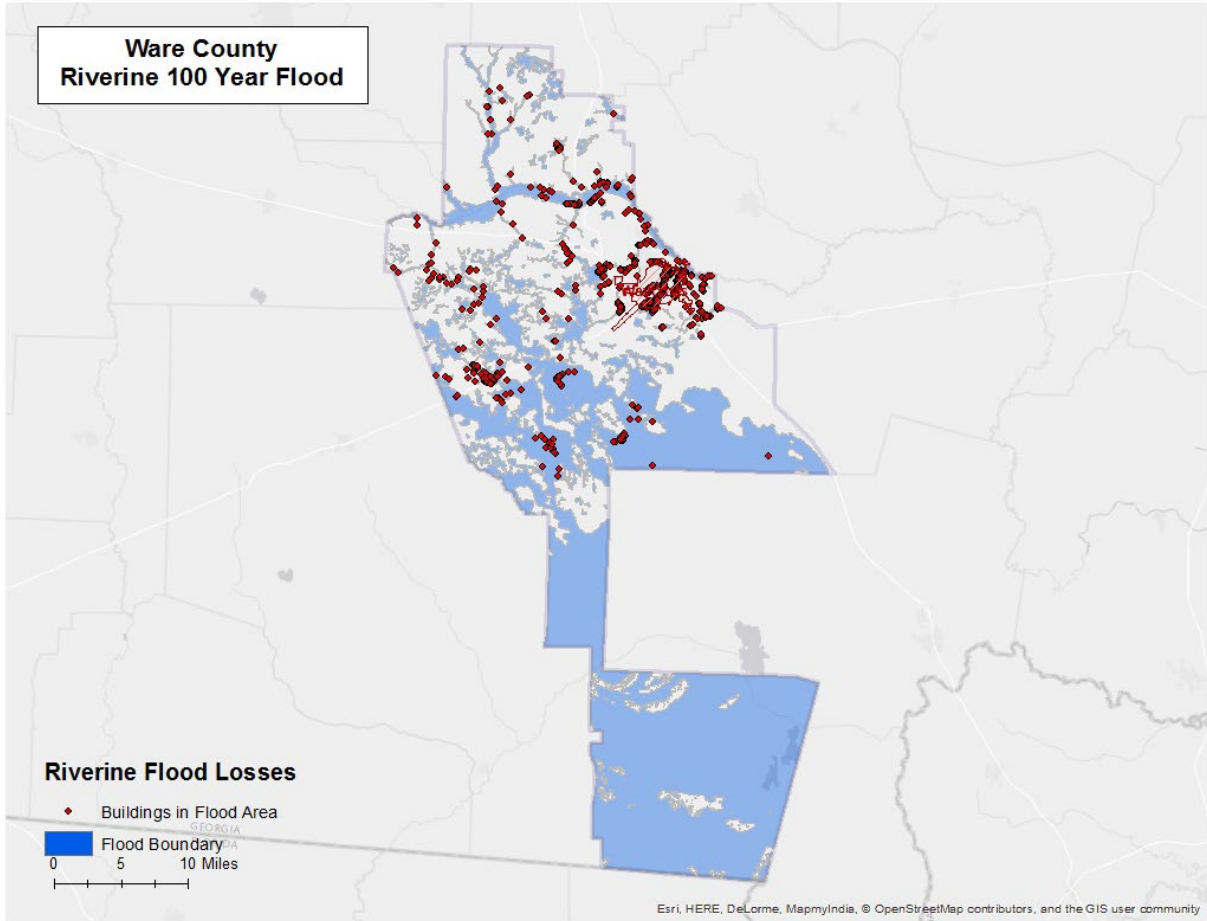 Ware County
Riverine 100 Year Flood
Riverine Flood Losses
Buildings in Flood Area
GEORGIA
Flood Boundary
0 5 10 Miles
Esri, HERE, DeLorme, MapmyIndia, © OpenStreetMap contributors, and the GIS user community